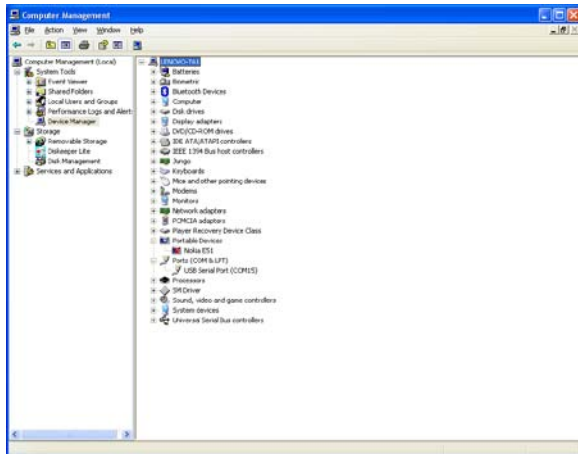 Computer Management
File Action View Window Help
Computer Management (Local)
System Tools
Event Viewer
Shared Folders
Local Users and Groups
Performance Logs and Alerts
Device Manager
Storage
Removable Storage
Diskeeper Lite
Disk Management
Services and Applications
LENOVO-T61
Batteries
Biometric
Bluetooth Devices
Computer
Disk drives
Display adapters
DVD/CD-ROM drives
IDE ATA/ATAPI controllers
IEEE 1394 Bus host controllers
Jungo
Keyboards
Mice and other pointing devices
Modems
Monitors
Network adapters
PCMCIA adapters
Player Recovery Device Class
Portable Devices
Nokia E51
Ports (COM & LPT)
USB Serial Port (COM15)
Processors
SM Driver
Sound, video and game controllers
System devices
Universal Serial Bus controllers